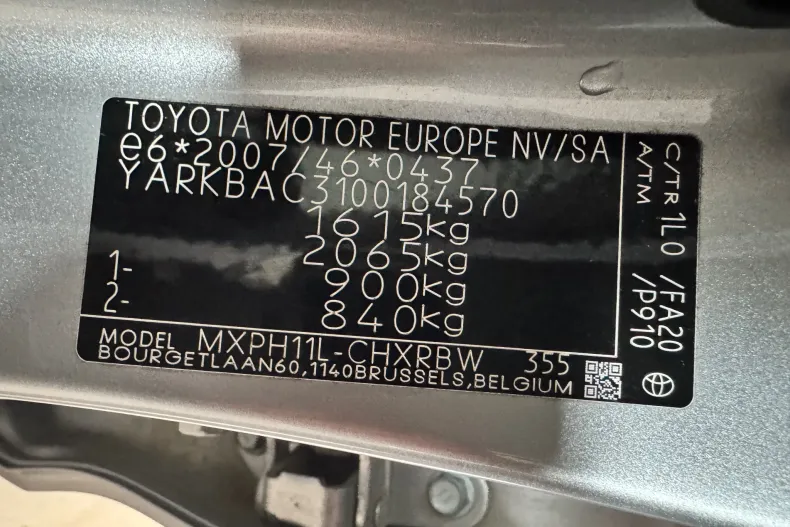 TOYOTA MOTOR EUROPE NV/SA
e6*2007/46*0437
YARKBAC3100184570
1615kg
2065kg
1- 900kg
2- 840kg
MODEL MXPH11L-CHXRBW 355
BOURGETLAAN60,1140BRUSSELS,BELGIUM
C/TR 1L0 /FA20
A/TM /P910